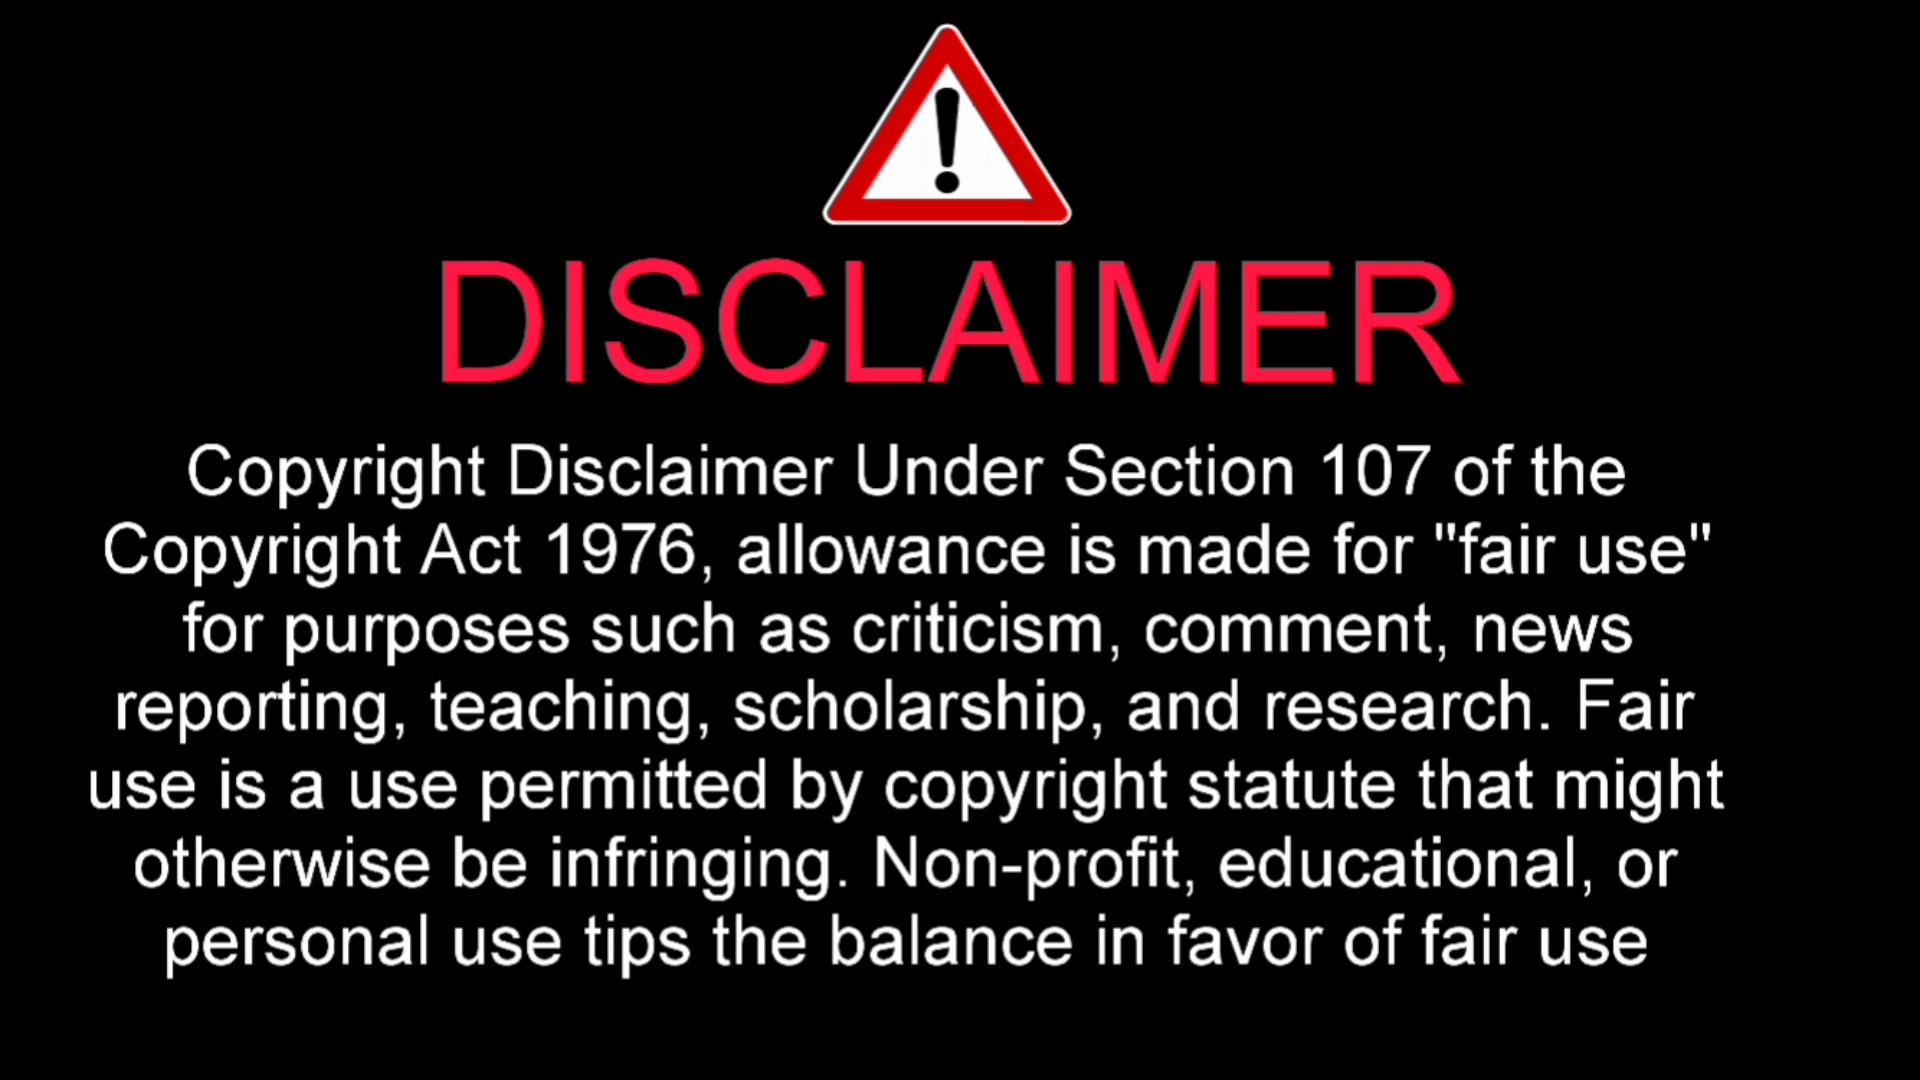 DISCLAIMER
Copyright Disclaimer Under Section 107 of the
Copyright Act 1976, allowance is made for "fair use"
for purposes such as criticism, comment, news
reporting, teaching, scholarship, and research. Fair
use is a use permitted by copyright statute that might
otherwise be infringing. Non-profit, educational, or
personal use tips the balance in favor of fair use